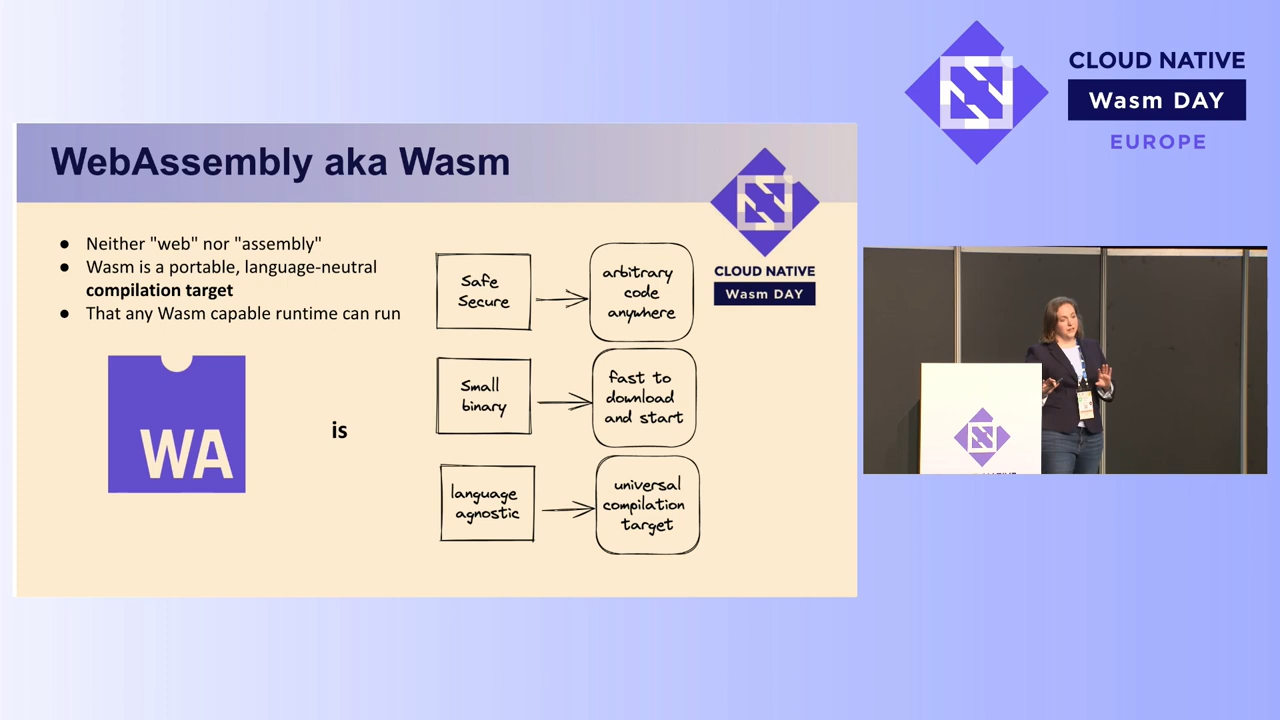 CLOUD NATIVE
Wasm DAY
EUROPE
WebAssembly aka Wasm
● Neither "web" nor "assembly"
● Wasm is a portable, language-neutral
compilation target
● That any Wasm capable runtime can run
WA
is
Safe
Secure
arbitrary
code
anywhere
Small
binary
fast to
download
and start
language
agnostic
universal
compilation
target
CLOUD NATIVE
Wasm DAY